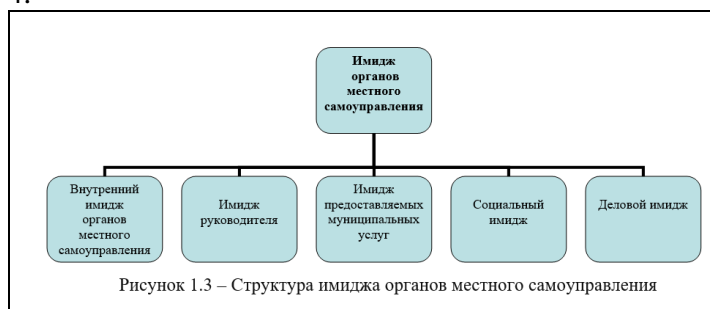 Имидж
органов
местного
самоуправления
Внутренний
имидж
органов
местного
самоуправления
Имидж
руководителя
Имидж
предоставляемых
муниципальных
услуг
Социальный
имидж
Деловой имидж
Рисунок 1.3 – Структура имиджа органов местного самоуправления